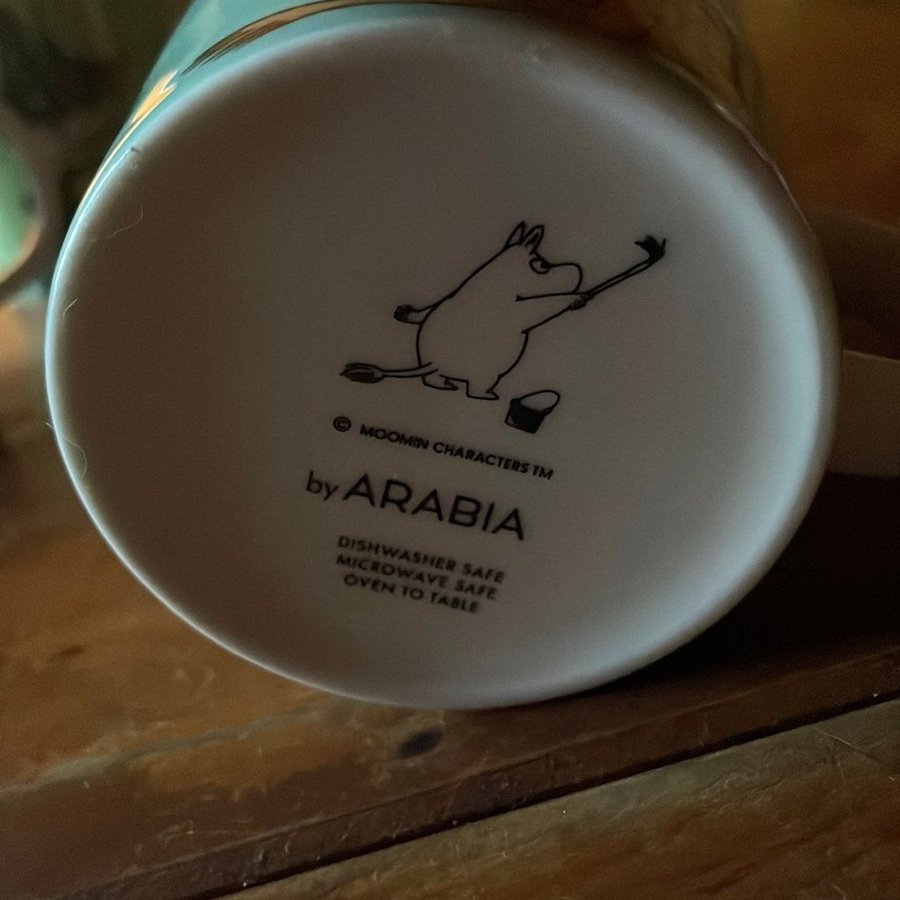 © MOOMIN CHARACTERS TM
by ARABIA
DISHWASHER SAFE
MICROWAVE SAFE
OVEN TO TABLE